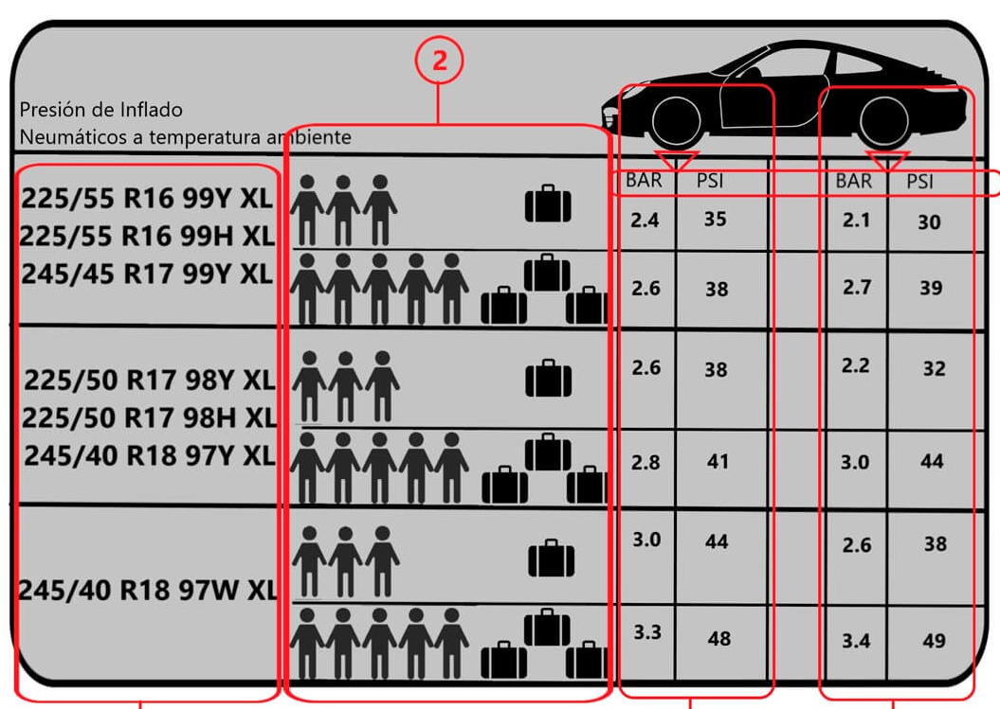 2
Presión de Inflado
Neumáticos a temperatura ambiente
BAR PSI BAR PSI
225/55 R16 99Y XL
225/55 R16 99H XL
245/45 R17 99Y XL
2.4 35 2.1 30
2.6 38 2.7 39
225/50 R17 98Y XL
225/50 R17 98H XL
245/40 R18 97Y XL
2.6 38 2.2 32
2.8 41 3.0 44
245/40 R18 97W XL
3.0 44 2.6 38
3.3 48 3.4 49